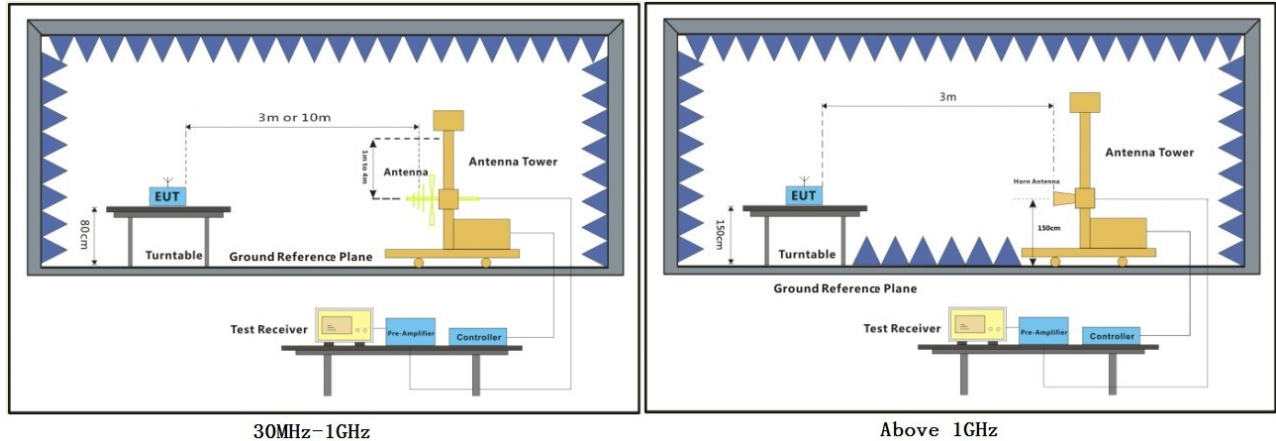 3m or 10m
1m to 4m
Antenna
Antenna Tower
EUT
80cm
Turntable
Ground Reference Plane
Test Receiver
Pre-Amplifier
Controller
30MHz-1GHz
3m
Antenna Tower
Horn Antenna
EUT
150cm
150cm
Turntable
Ground Reference Plane
Test Receiver
Pre-Amplifier
Controller
Above 1GHz